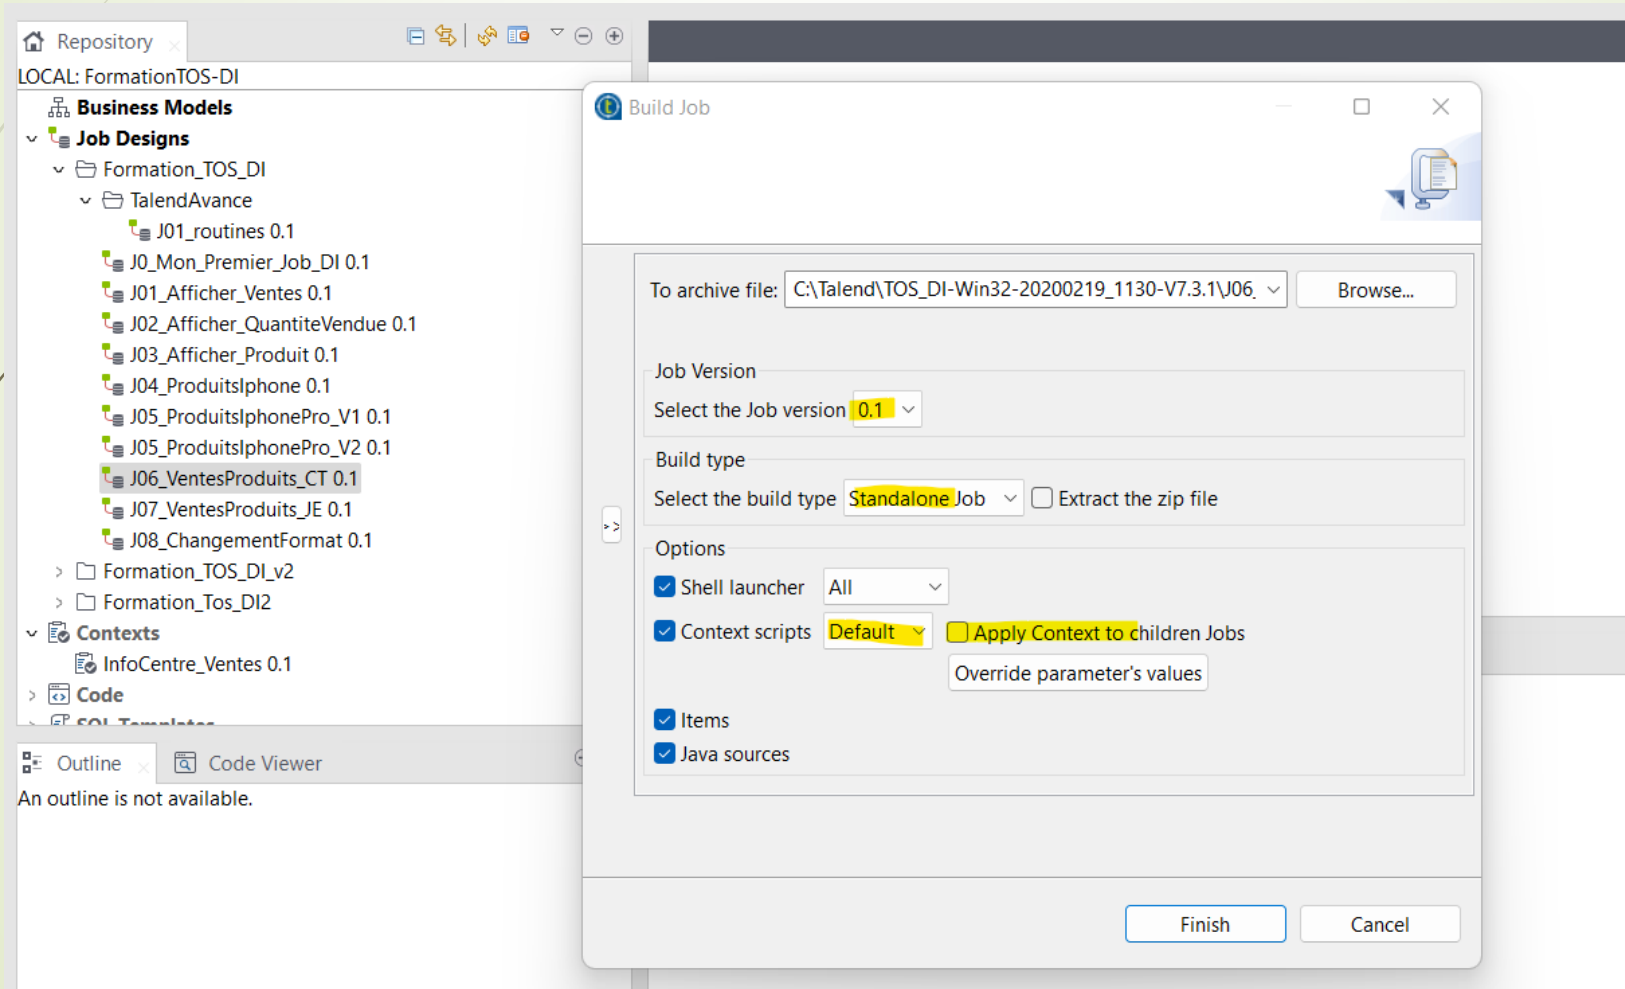 Repository
LOCAL: FormationTOS-DI
Business Models
Job Designs
Formation_TOS_DI
TalendAvance
J01_routines 0.1
J0_Mon_Premier_Job_DI 0.1
J01_Afficher_Ventes 0.1
J02_Afficher_QuantiteVendue 0.1
J03_Afficher_Produit 0.1
J04_ProduitsIphone 0.1
J05_ProduitsIphonePro_V1 0.1
J05_ProduitsIphonePro_V2 0.1
J06_VentesProduits_CT 0.1
J07_VentesProduits_JE 0.1
J08_ChangementFormat 0.1
Formation_TOS_DI_v2
Formation_Tos_DI2
Contexts
InfoCentre_Ventes 0.1
Code
SQL Templates
Outline
Code Viewer
An outline is not available.
Build Job
To archive file: C:\Talend\TOS_DI-Win32-20200219_1130-V7.3.1\J06_ Browse...
Job Version
Select the Job version 0.1
Build type
Select the build type Standalone Job Extract the zip file
Options
Shell launcher All
Context scripts Default Apply Context to children Jobs
Override parameter's values
Items
Java sources
Finish Cancel